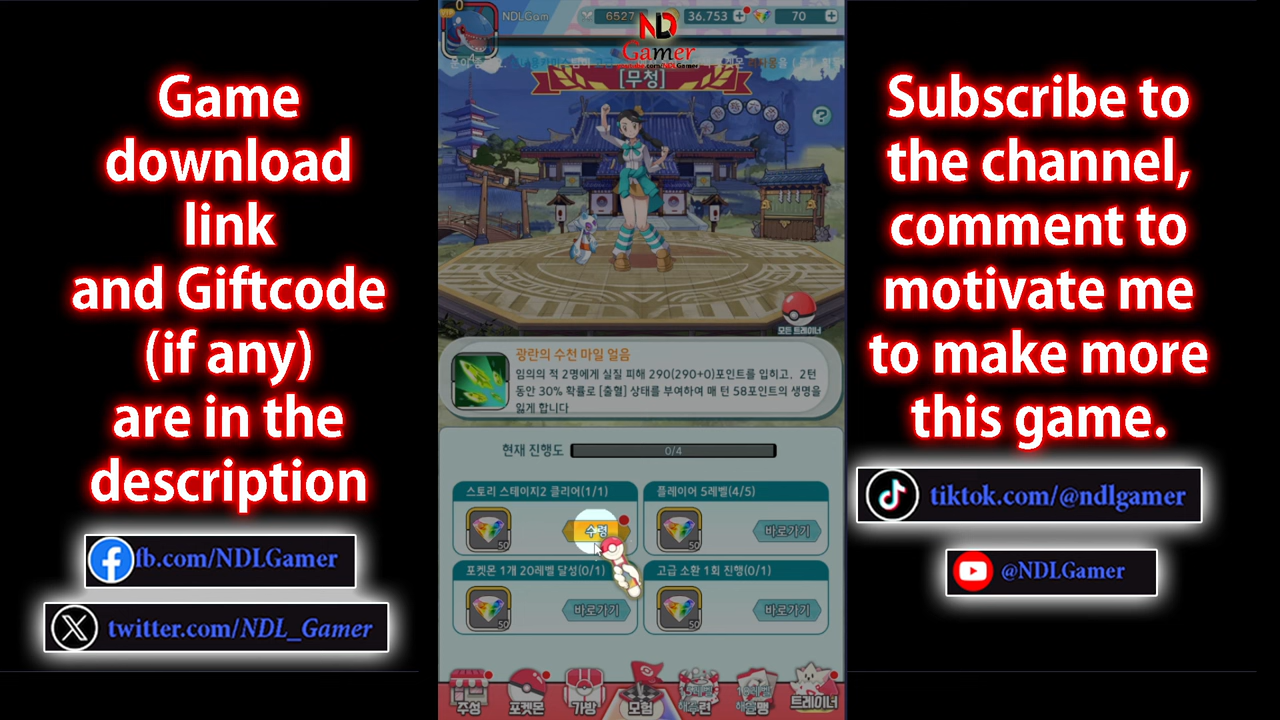 Game
download
link
and Giftcode
(if any)
are in the
description
fb.com/NDLGamer
twitter.com/NDL_Gamer
0
NDLGam
6527
36.753
70
ND
Gamer
[무청]
모든 트레이너
광란의 수천 마일 얼음
임의의 적 2명에게 실질 피해 290(290+0)포인트를 입히고, 2턴
동안 30% 확률로 [출혈] 상태를 부여하여 매 턴 58포인트의 생명을
잃게 합니다
현재 진행도
0/4
스토리 스테이지2 클리어(1/1)
플레이어 5레벨(4/5)
50
수령
50
바로가기
포켓몬 1개 20레벨 달성(0/1)
고급 소환 1회 진행(0/1)
50
바로가기
50
바로가기
주성
포켓몬
가방
모험
트레이너
Subscribe to
the channel,
comment to
motivate me
to make more
this game.
tiktok.com/@ndlgamer
@NDLGamer